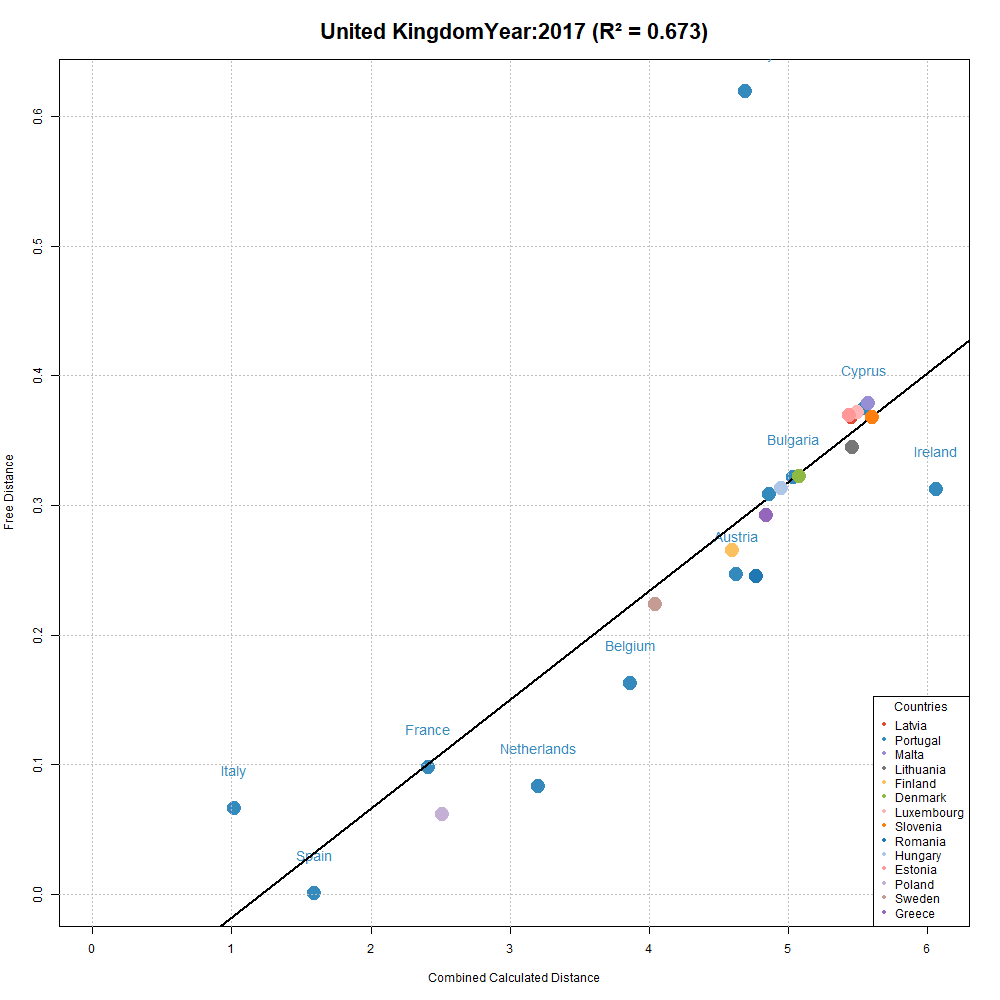 United KingdomYear:2017 (R² = 0.673)
0.6
0.5
0.4
0.3
0.2
0.1
0.0
Free Distance
Cyprus
Bulgaria
Ireland
Austria
Belgium
France
Netherlands
Italy
Spain
Countries
Latvia
Portugal
Malta
Lithuania
Finland
Denmark
Luxembourg
Slovenia
Romania
Hungary
Estonia
Poland
Sweden
Greece
0 1 2 3 4 5 6
Combined Calculated Distance